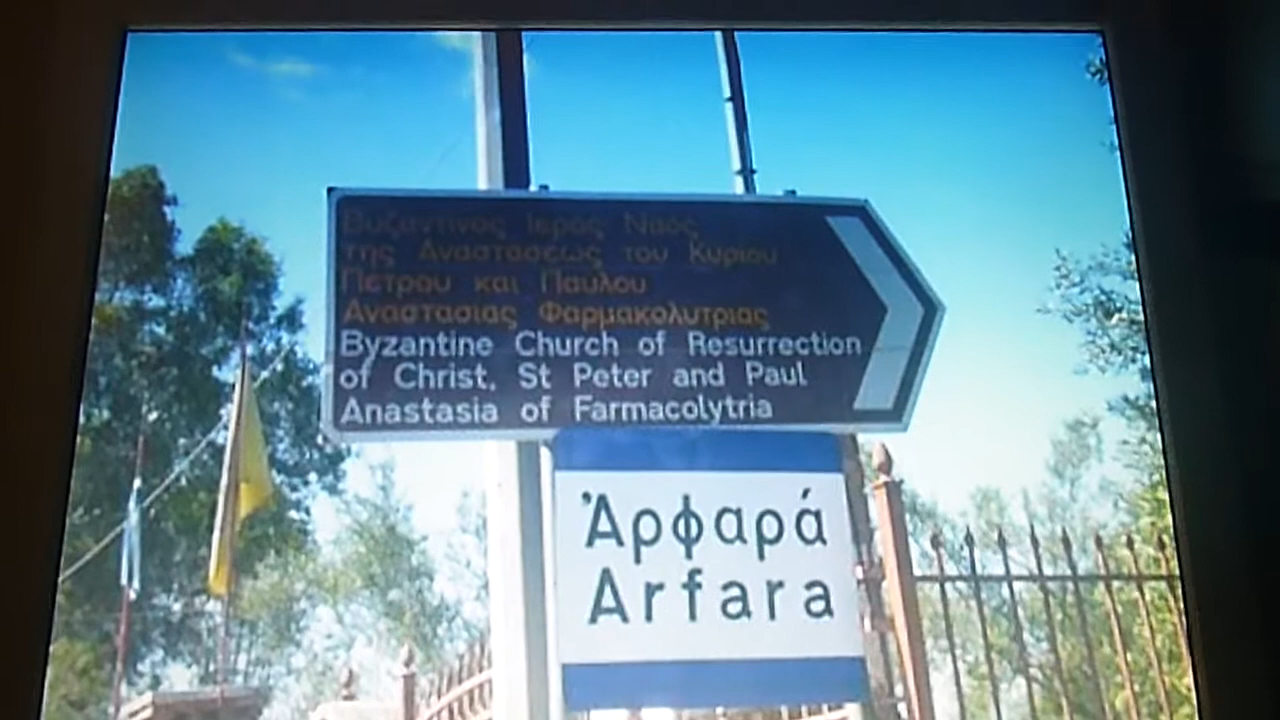 Βυζαντινος Ιερος Ναος
της Αναστασεως του Κυριου
Πετρου και Παυλου
Αναστασιας Φαρμακολυτριας
Byzantine Church of Resurrection
of Christ, St Peter and Paul
Anastasia of Farmacolytria
Ἀρφαρά
Arfara